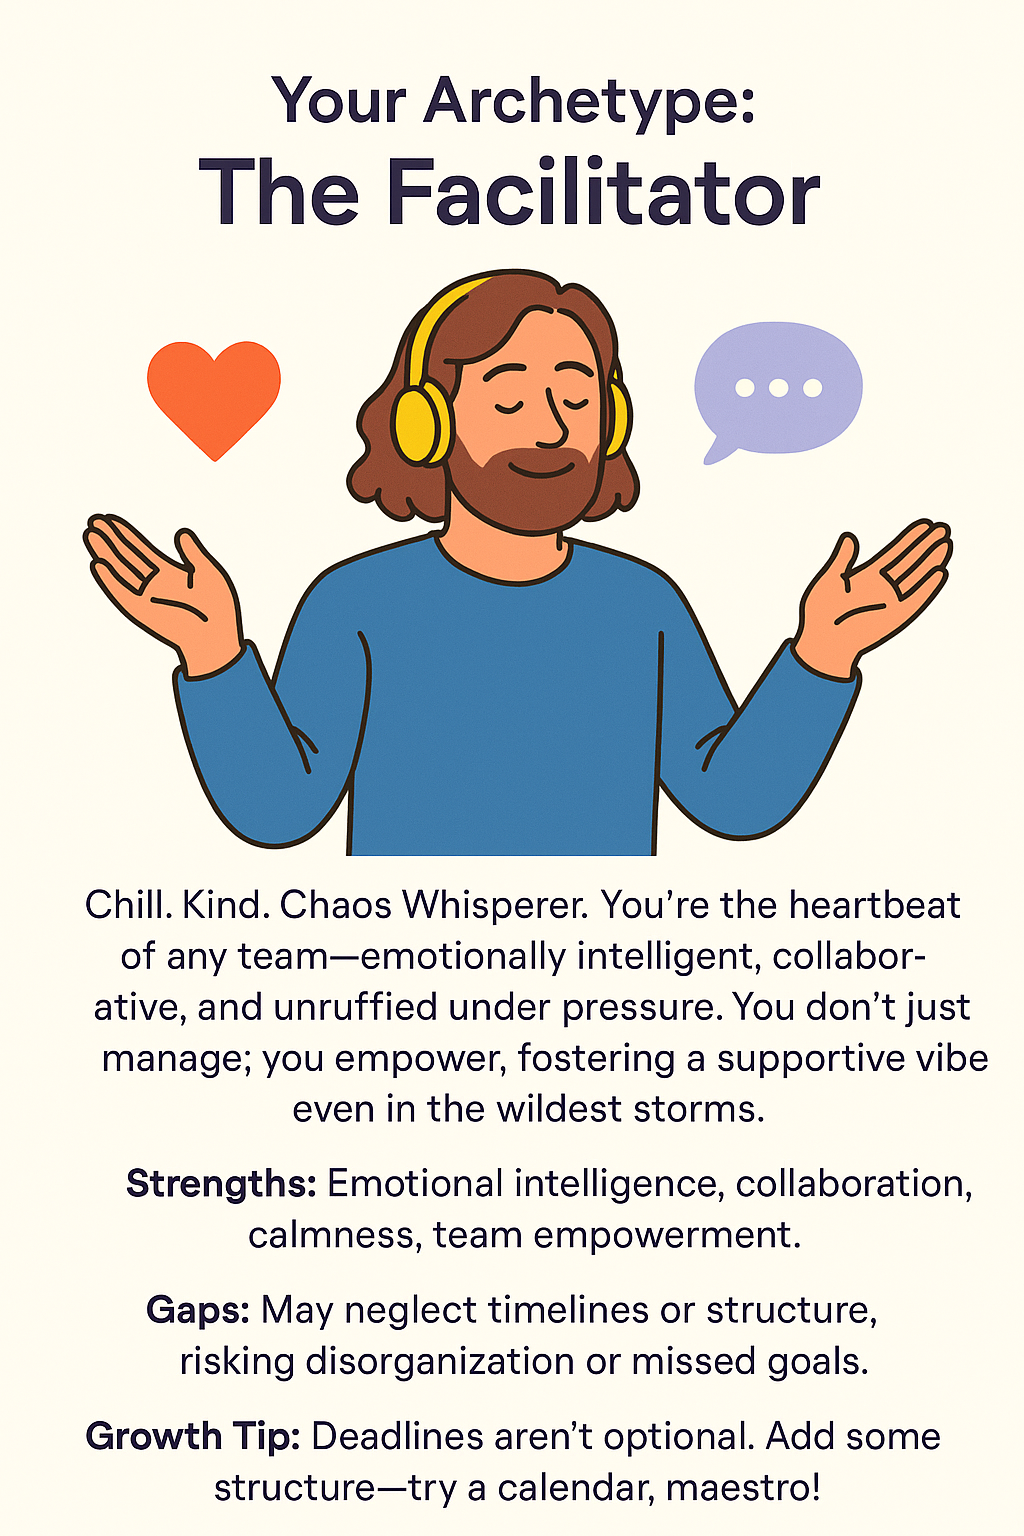 Your Archetype:
The Facilitator
Chill. Kind. Chaos Whisperer. You’re the heartbeat
of any team—emotionally intelligent, collabor-
ative, and unruffied under pressure. You don’t just
manage; you empower, fostering a supportive vibe
even in the wildest storms.
Strengths: Emotional intelligence, collaboration,
calmness, team empowerment.
Gaps: May neglect timelines or structure,
risking disorganization or missed goals.
Growth Tip: Deadlines aren’t optional. Add some
structure—try a calendar, maestro!